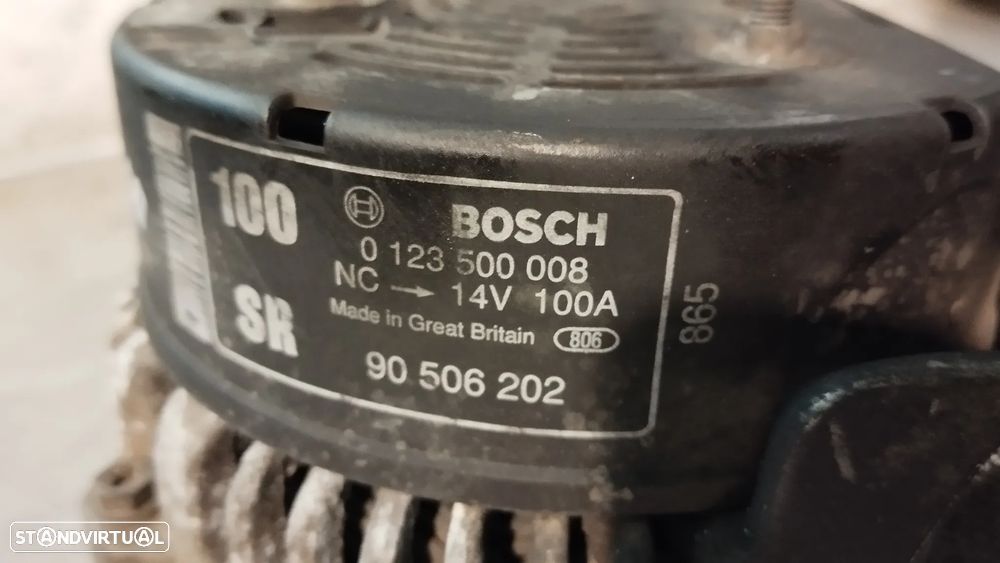 100
SR
BOSCH
0 123 500 008
NC → 14V 100A
Made in Great Britain 806
90 506 202
865
STANDVIRTUAL